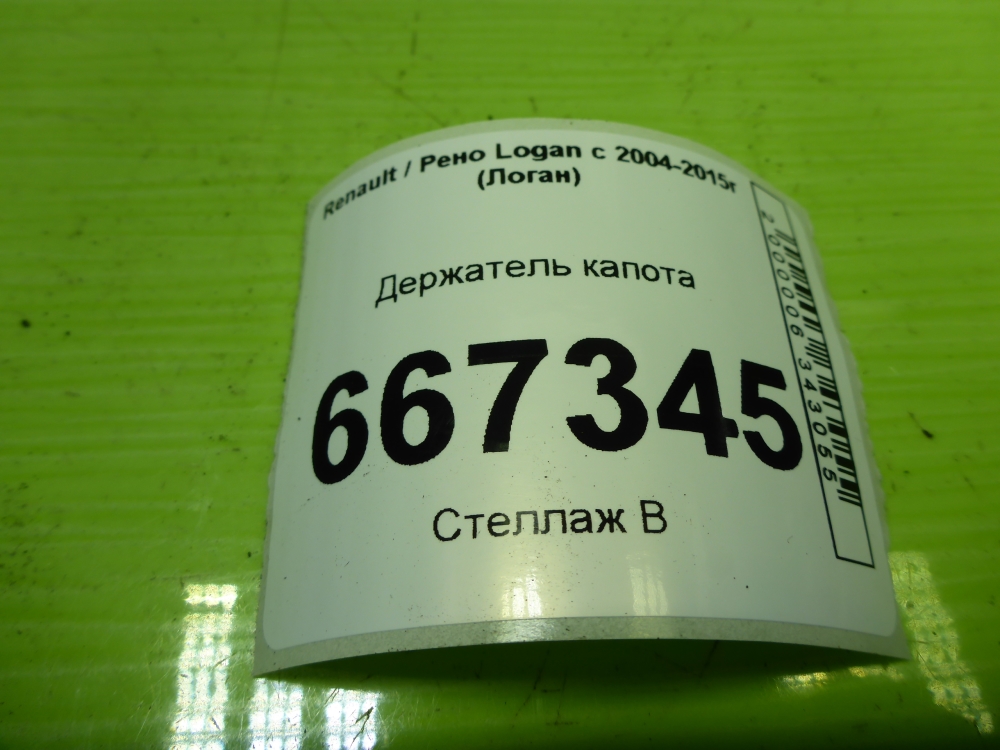 Renault / Рено Logan с 2004-2015г
(Логан)
Держатель капота
667345
Стеллаж В
2000006343055